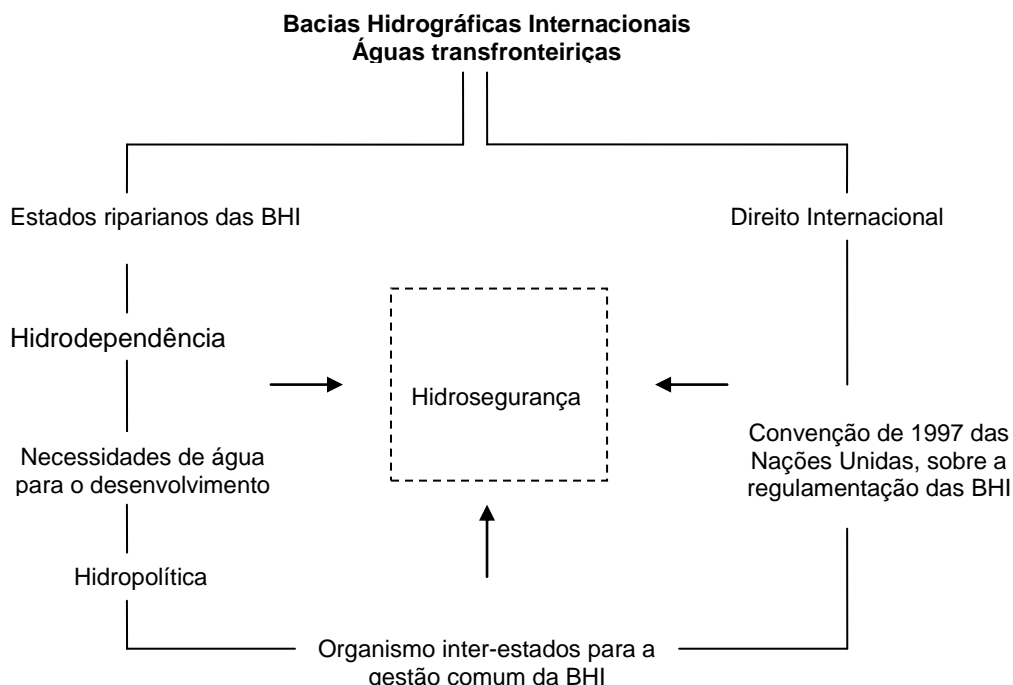 Bacias Hidrográficas Internacionais
Águas transfronteiriças
Estados riparianos das BHI
Direito Internacional
Hidrodependência
Hidrosegurança
Necessidades de água
para o desenvolvimento
Convenção de 1997 das
Nações Unidas, sobre a
regulamentação das BHI
Hidropolítica
Organismo inter-estados para a
gestão comum da BHI